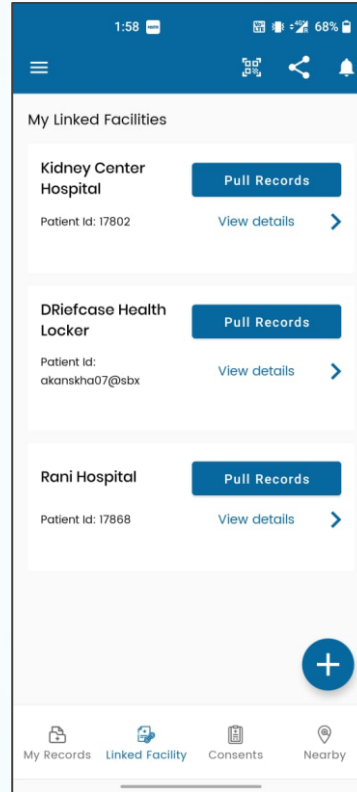 1:58
68%
My Linked Facilities
Kidney Center
Hospital
Pull Records
Patient Id: 17802
View details
DRiefcase Health
Locker
Pull Records
Patient Id:
akanskha07@sbx
View details
Rani Hospital
Pull Records
Patient Id: 17868
View details
My Records Linked Facility Consents Nearby